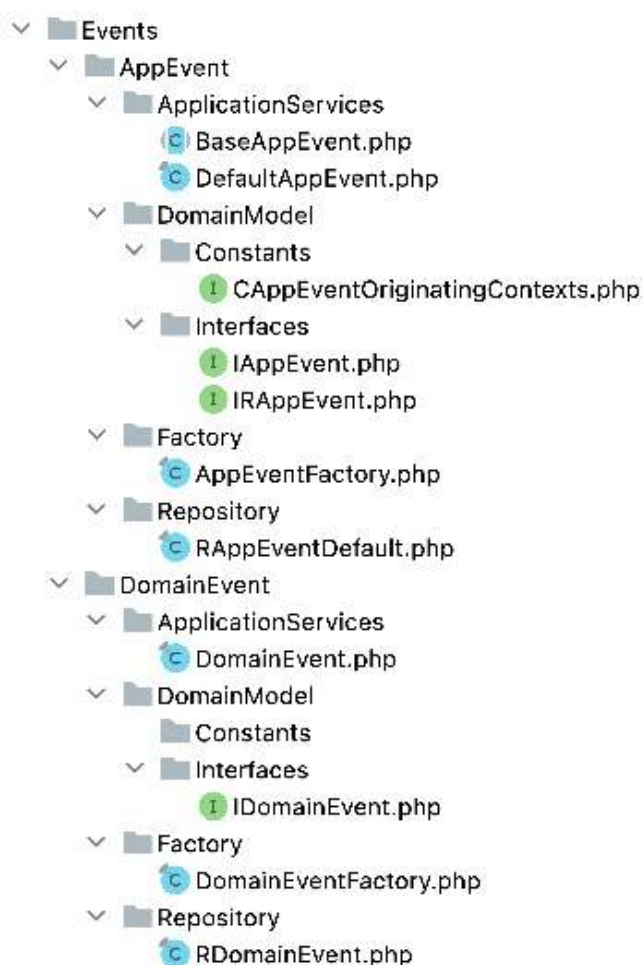 Events
AppEvent
ApplicationServices
BaseAppEvent.php
DefaultAppEvent.php
DomainModel
Constants
CAppEventOriginatingContexts.php
Interfaces
IAppEvent.php
IRAppEvent.php
Factory
AppEventFactory.php
Repository
RAppEventDefault.php
DomainEvent
ApplicationServices
DomainEvent.php
DomainModel
Constants
Interfaces
IDomainEvent.php
Factory
DomainEventFactory.php
Repository
RDomainEvent.php